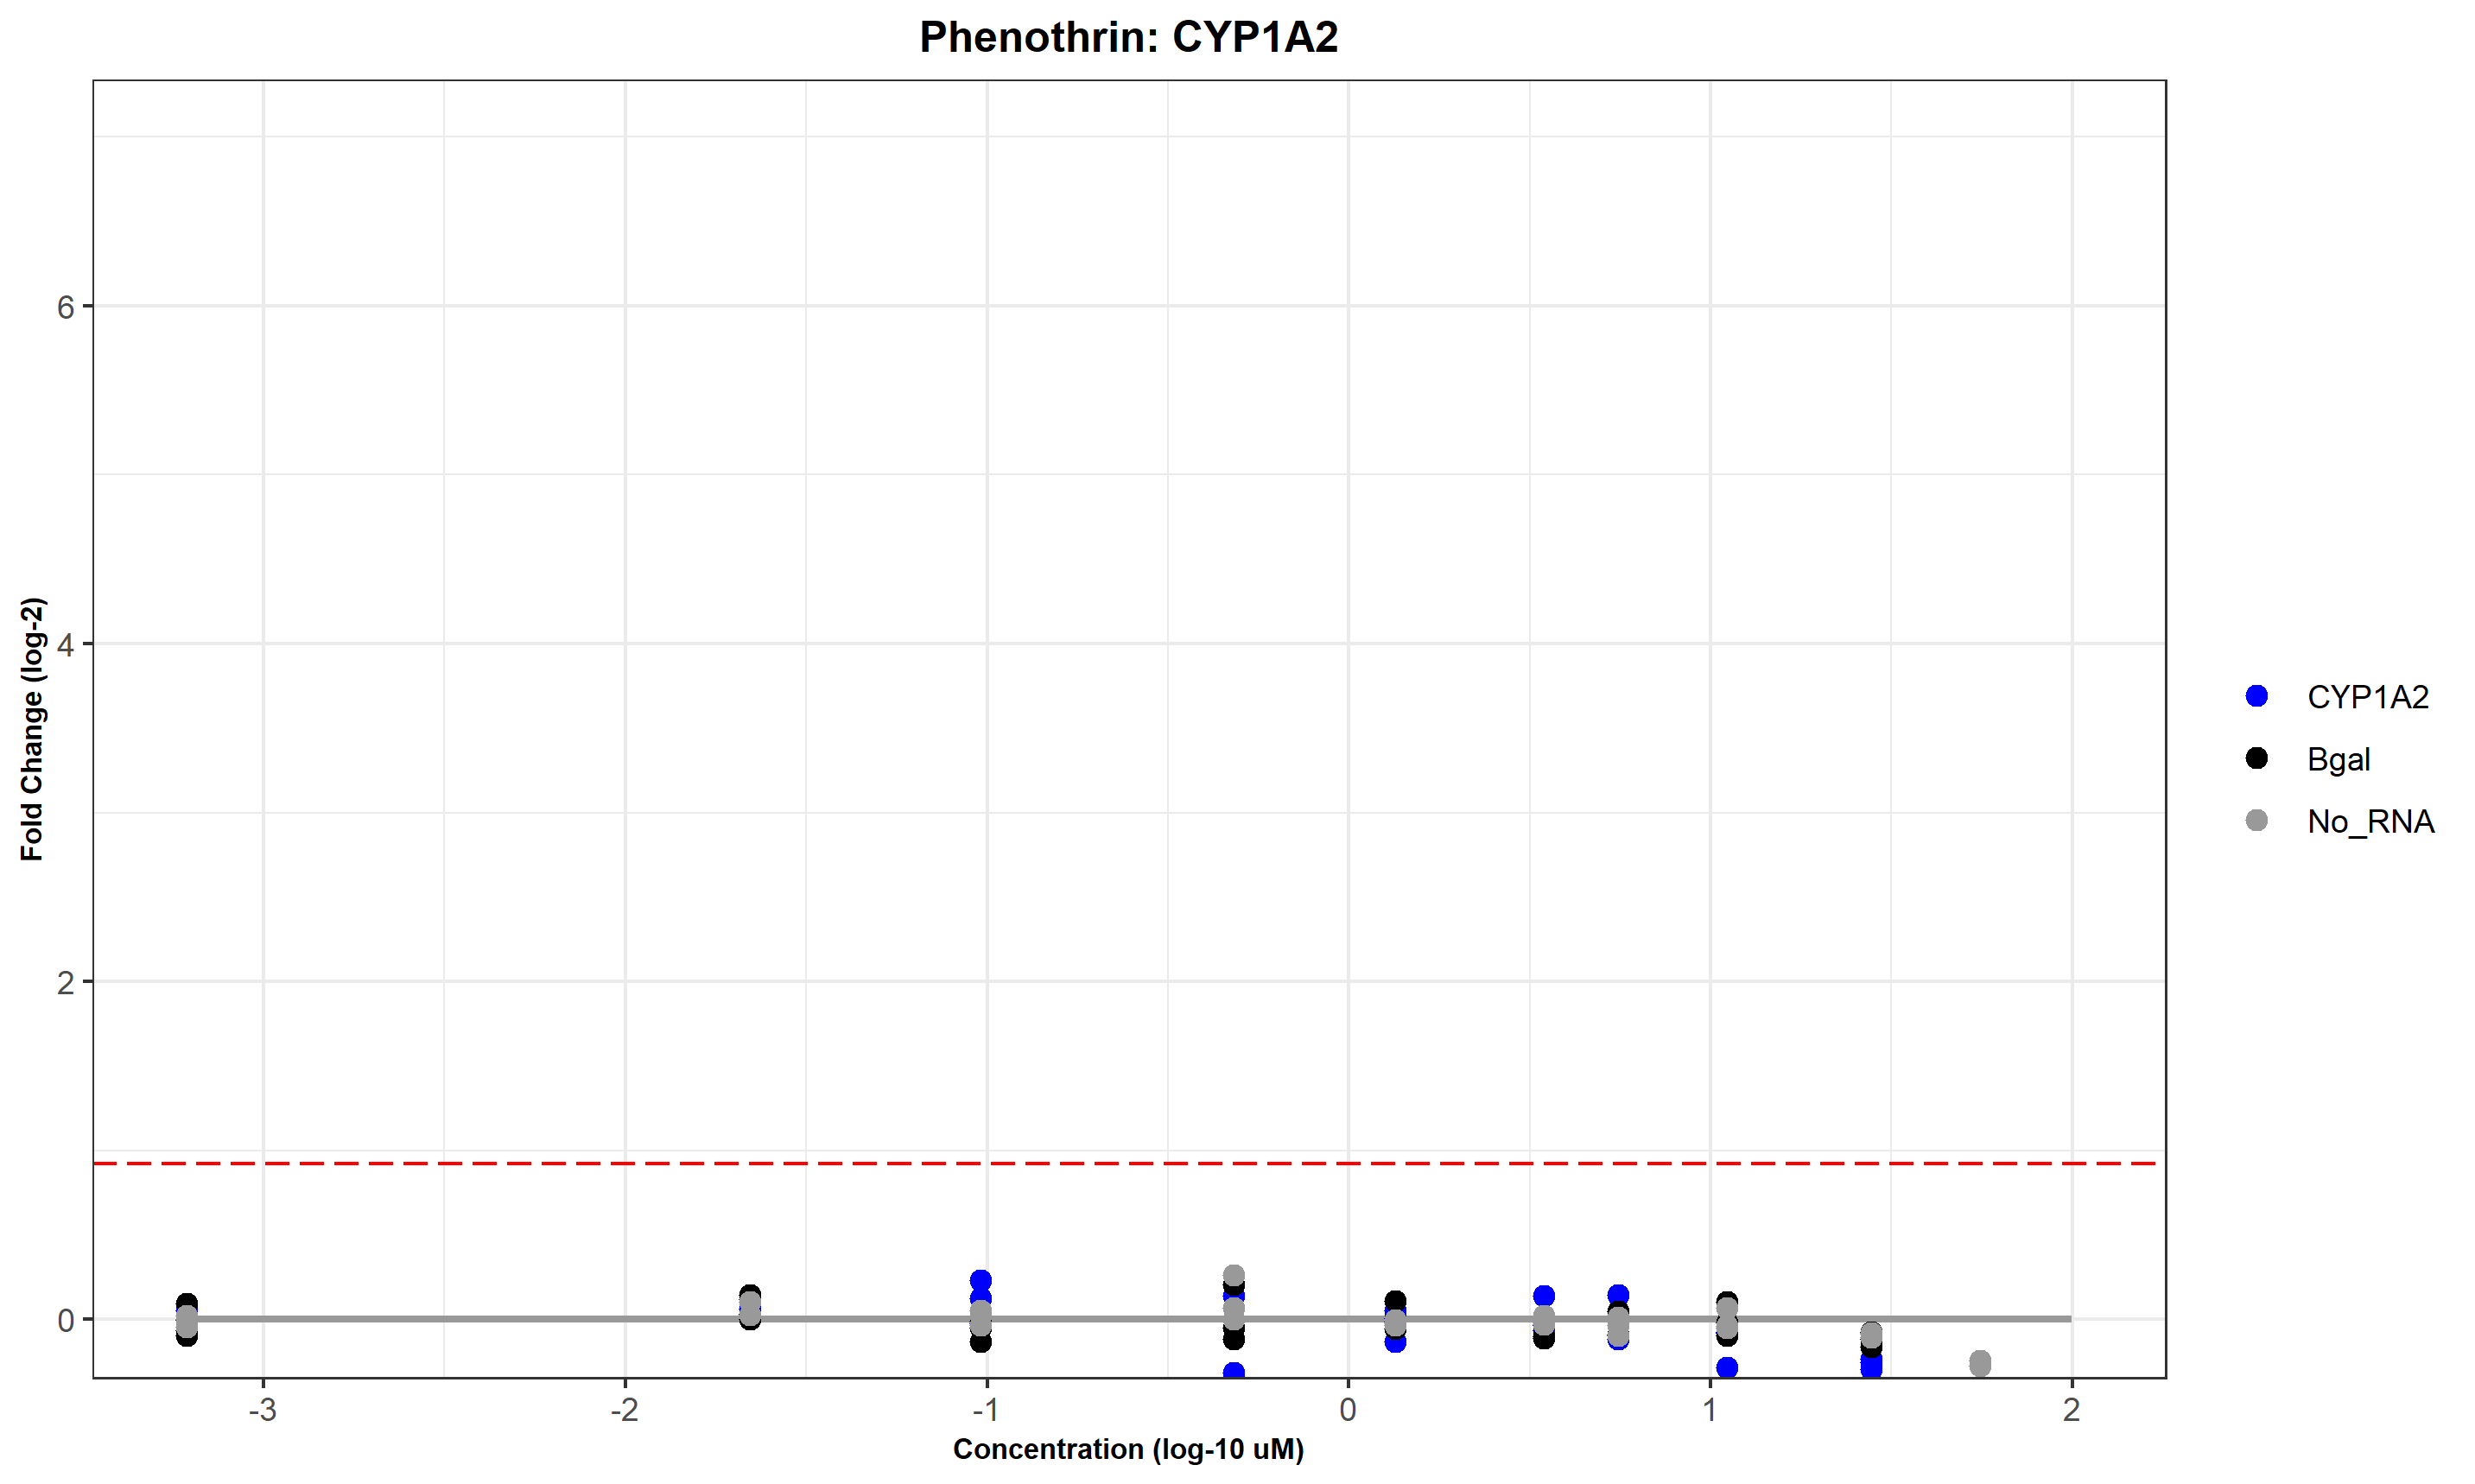 Phenothrin: CYP1A2
Fold Change (log-2)
6
4
2
0
-3
-2
-1
0
1
2
Concentration (log-10 uM)
CYP1A2
Bgal
No_RNA